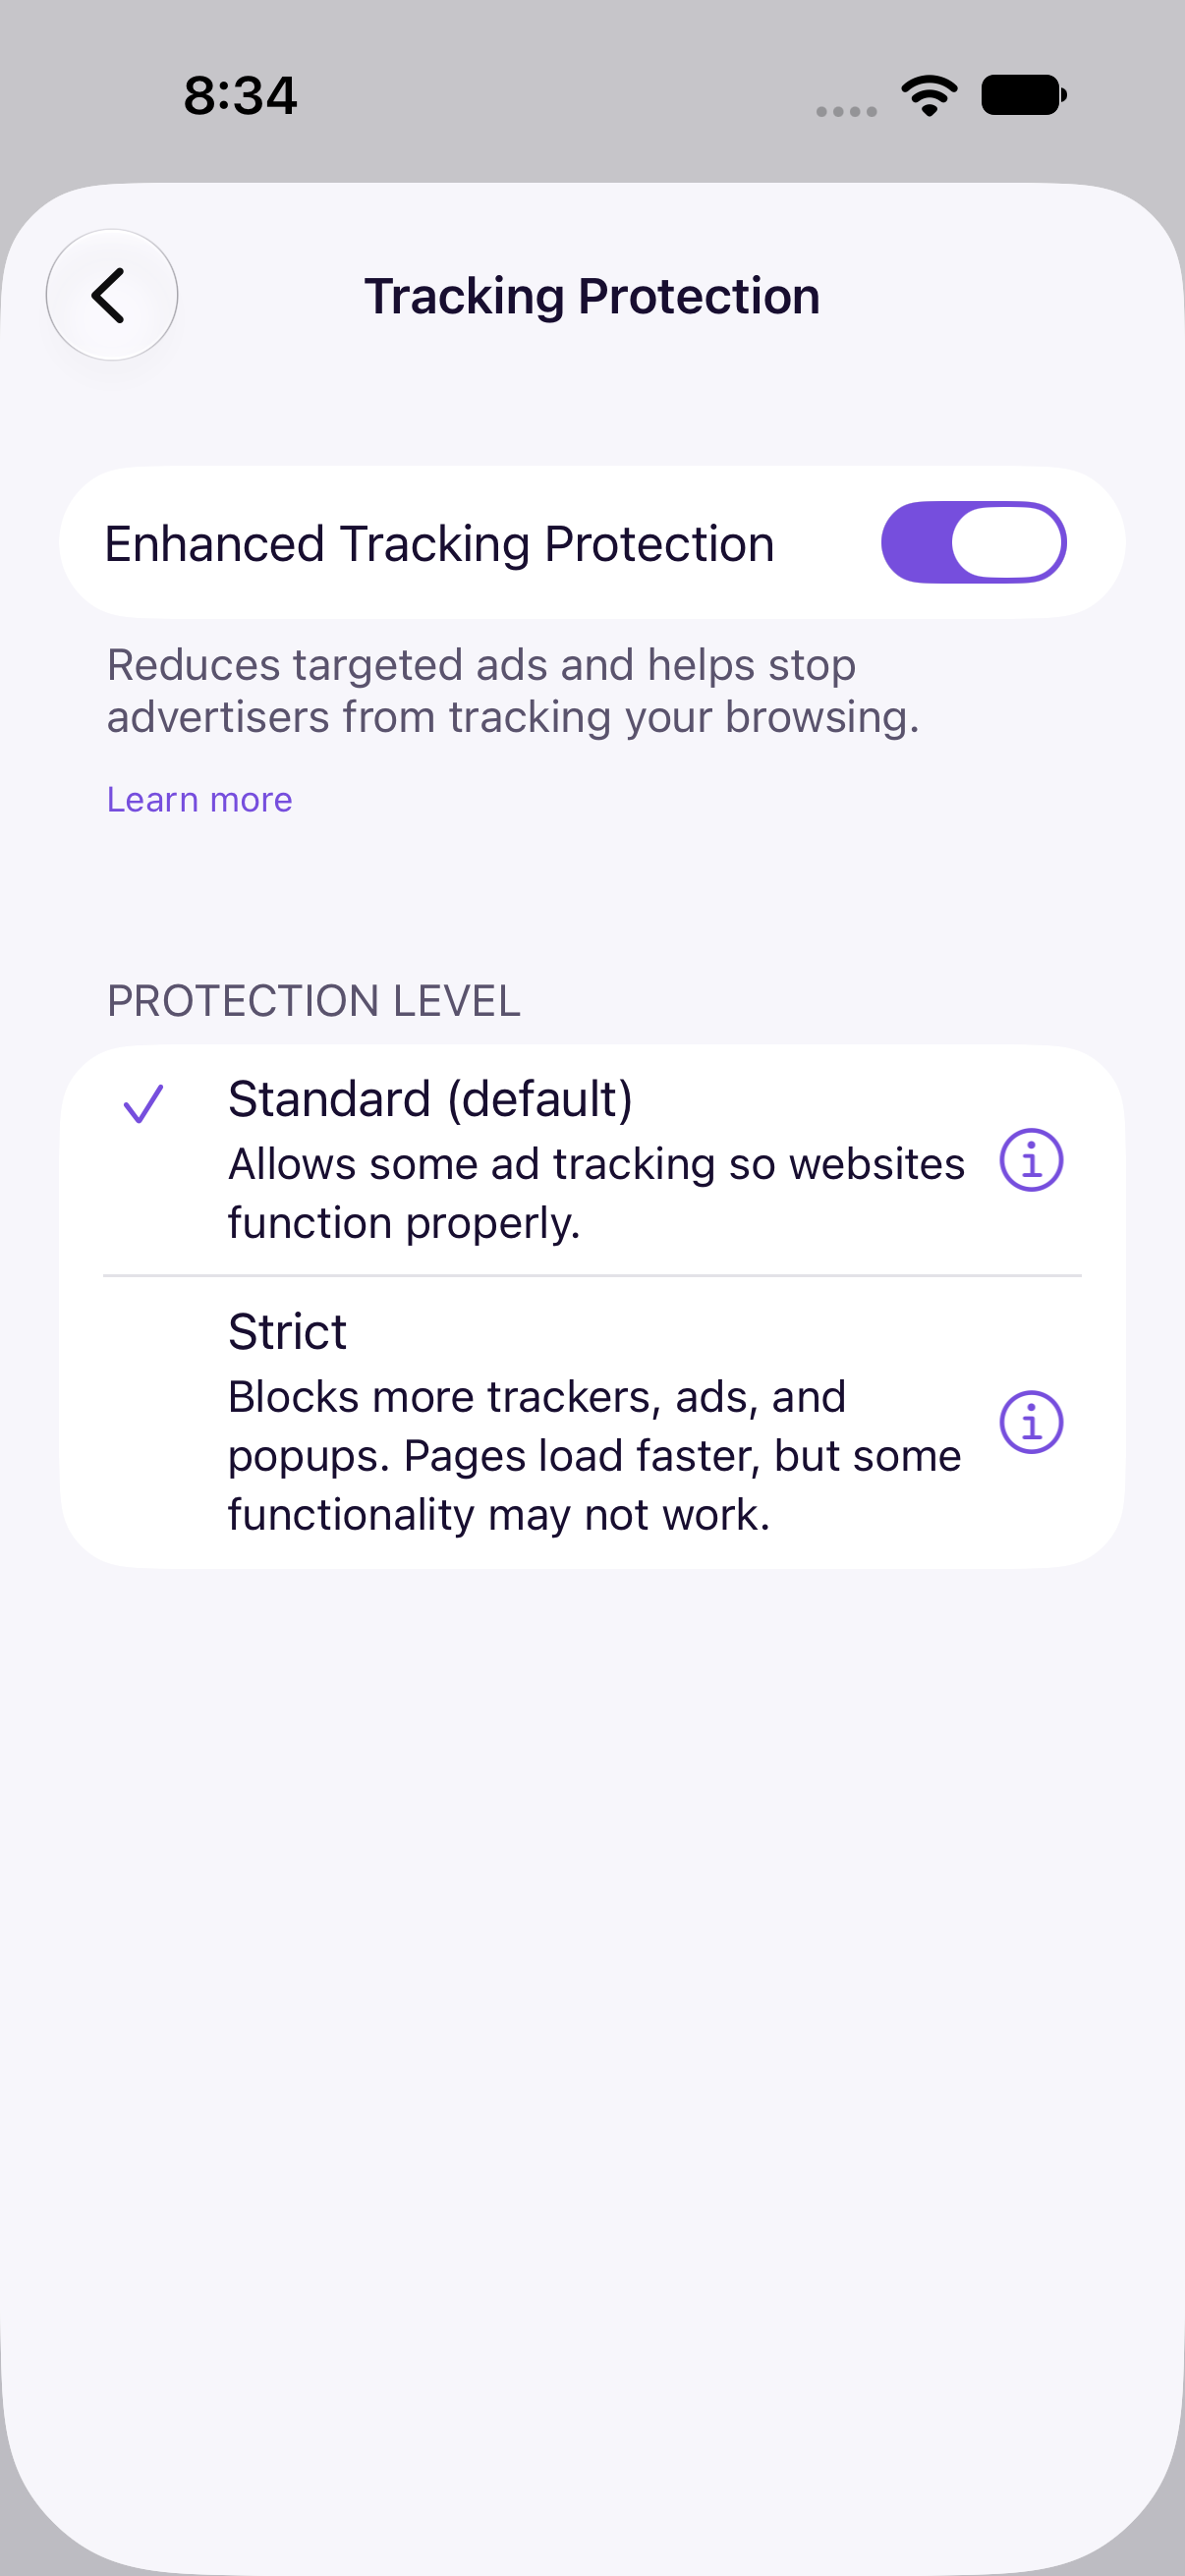 8:34
Tracking Protection
Enhanced Tracking Protection
Reduces targeted ads and helps stop
advertisers from tracking your browsing.
Learn more
PROTECTION LEVEL
Standard (default)
Allows some ad tracking so websites
function properly.
Strict
Blocks more trackers, ads, and
popups. Pages load faster, but some
functionality may not work.